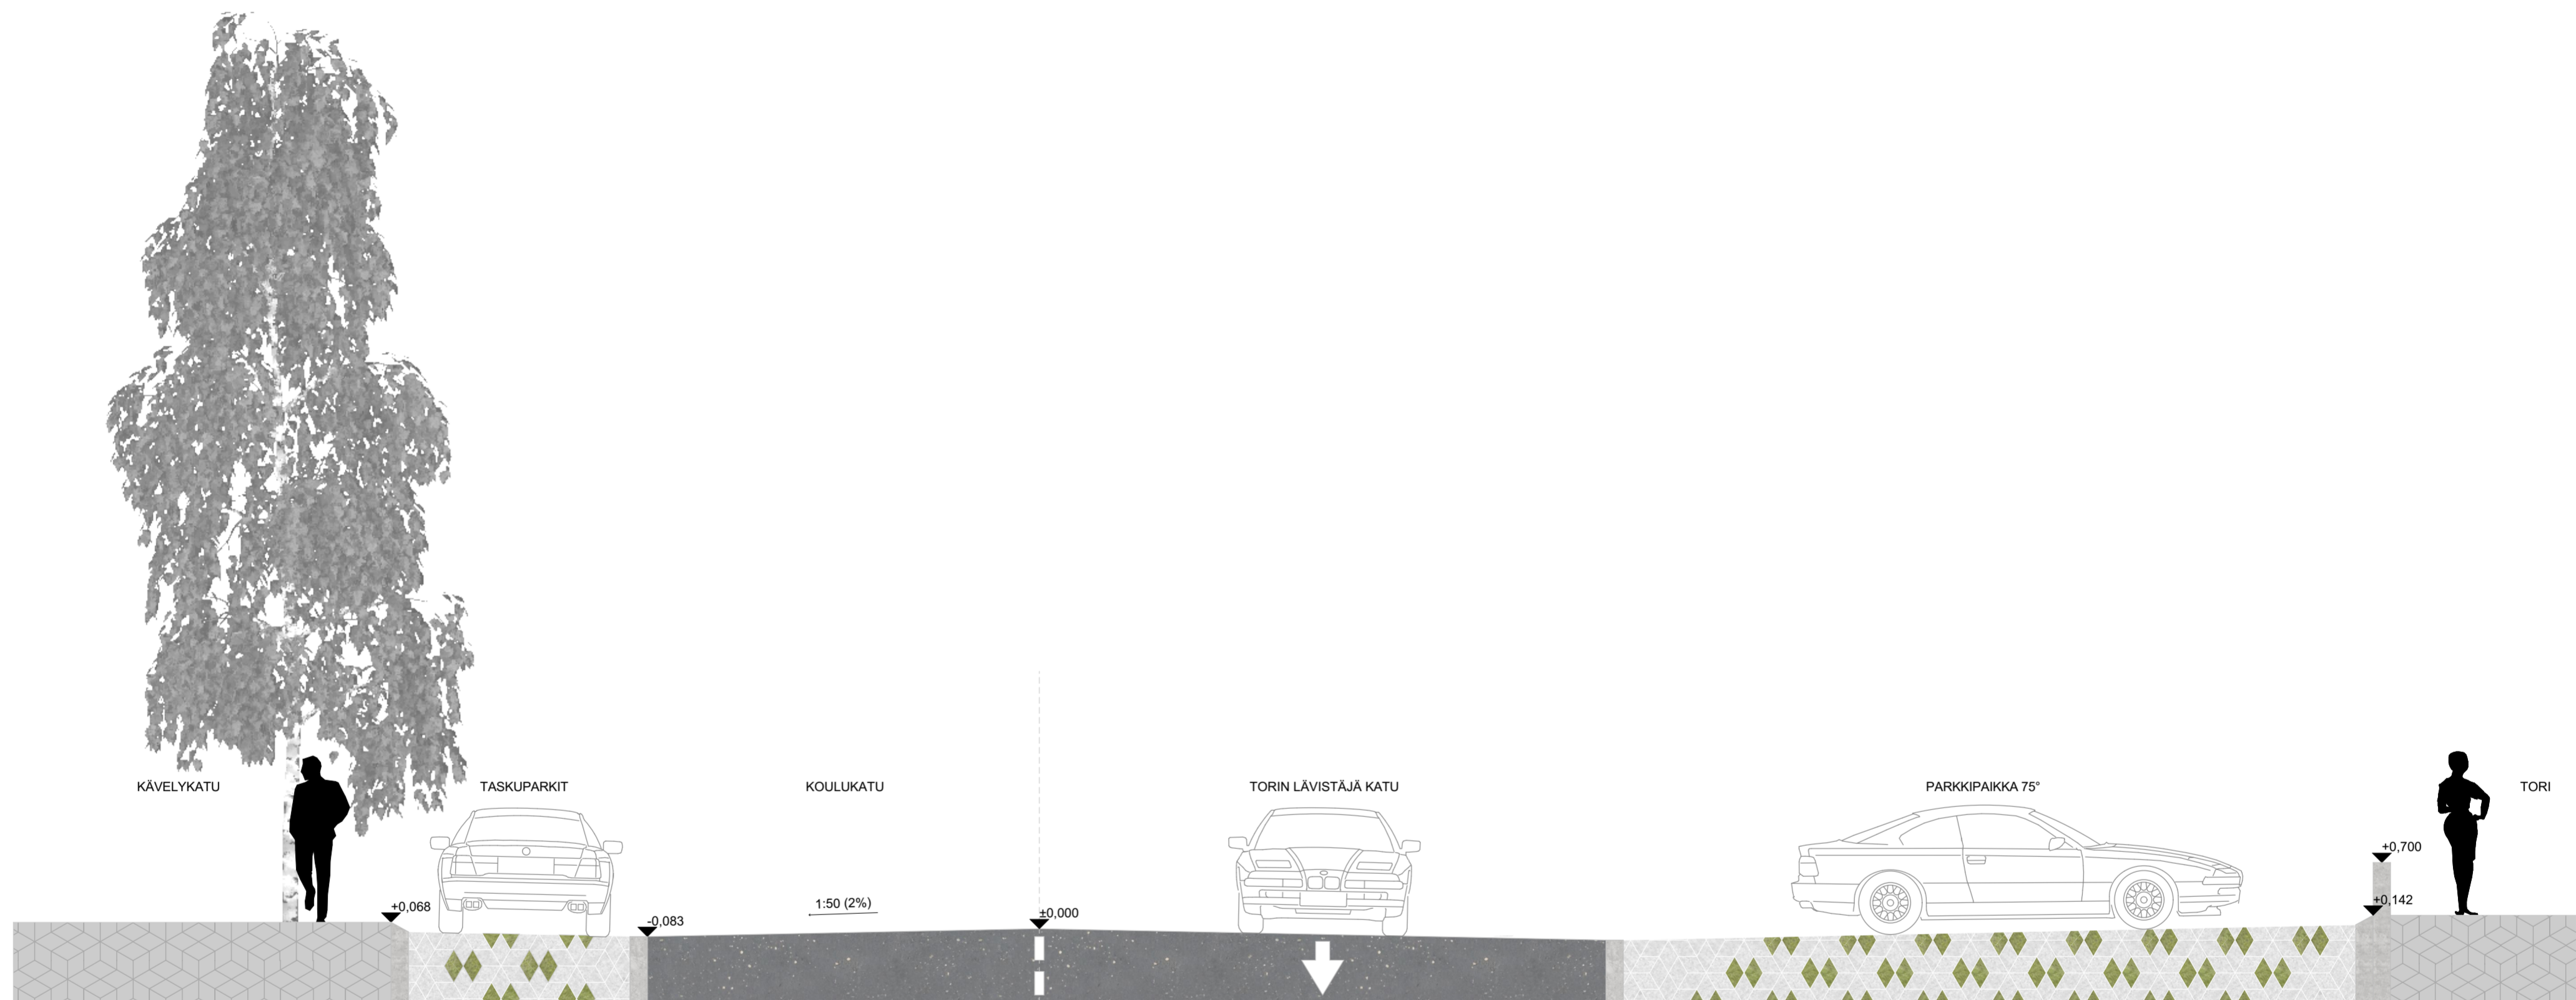 KÄVELYKATU
TASKUPARKIT
KOULUKATU
TORIN LÄVISTÄJÄ KATU
PARKKIPAIKKA 75°
TORI
+0,700
+0,142
+0,068
-0,083
1:50 (2%)
±0,000